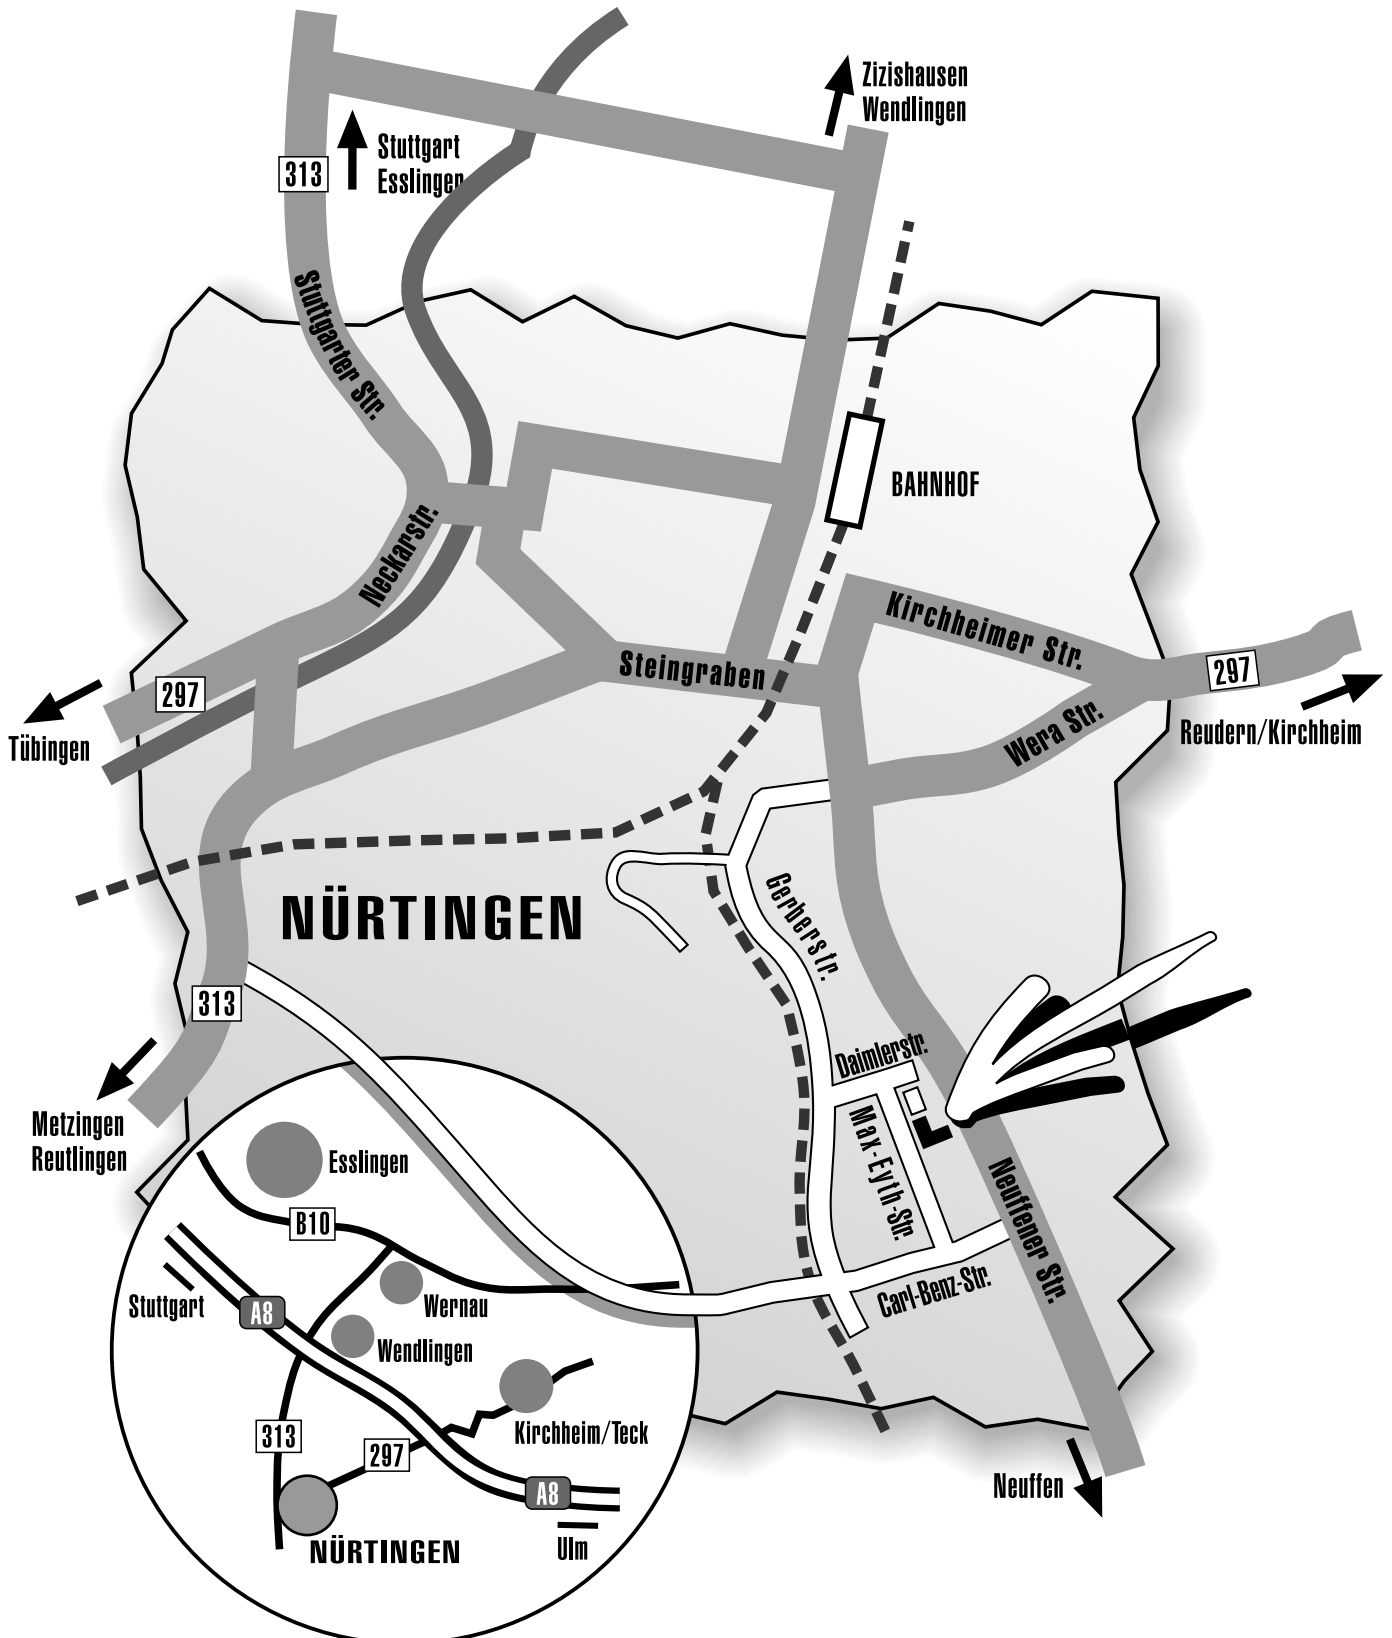 Zizishausen
Wendlingen
Stuttgart
Esslingen
313
Stuttgarter Str.
BAHNHOF
Neckarstr.
Kirchheimer Str.
Steingraben
297
297
Wera Str.
Reudern/Kirchheim
Tübingen
NÜRTINGEN
Gerberstr.
313
Daimlerstr.
Metzingen
Reutlingen
Max-Eyth-Str.
Neuffener Str.
Carl-Benz-Str.
Esslingen
B10
Stuttgart
A8
Wernau
Wendlingen
313
297
Kirchheim/Teck
A8
Ulm
NÜRTINGEN
Neuffen